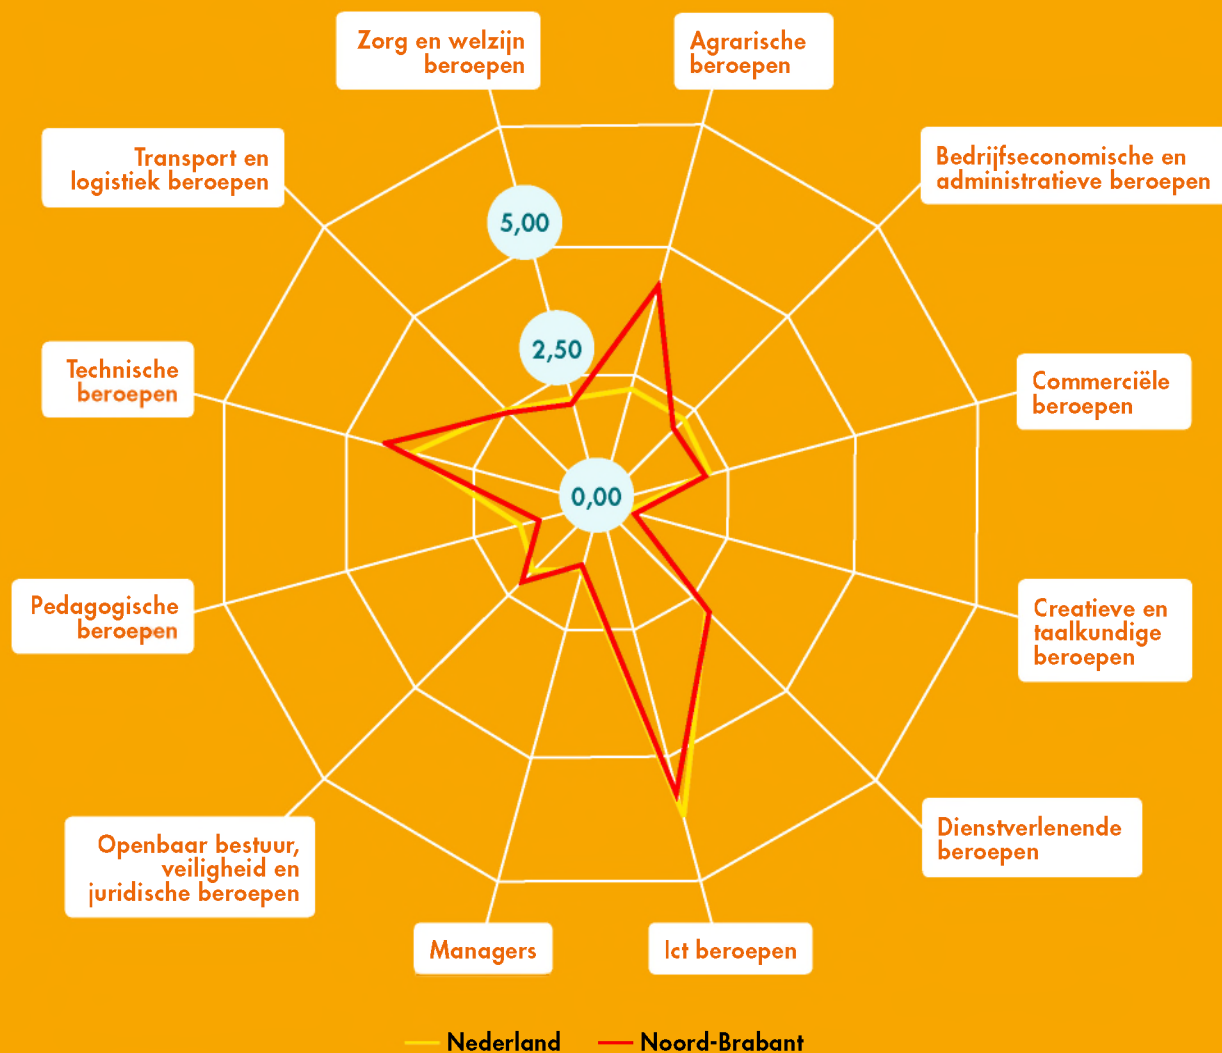 Zorg en welzijn
beroepen
Agrarische
beroepen
Transport en
logistiek beroepen
Bedrijfseconomische en
administratieve beroepen
5,00
2,50
Technische
beroepen
Commerciële
beroepen
0,00
Pedagogische
beroepen
Creatieve en
taalkundige
beroepen
Openbaar bestuur,
veiligheid en
juridische beroepen
Dienstverlenende
beroepen
Managers
Ict beroepen
Nederland
Noord-Brabant